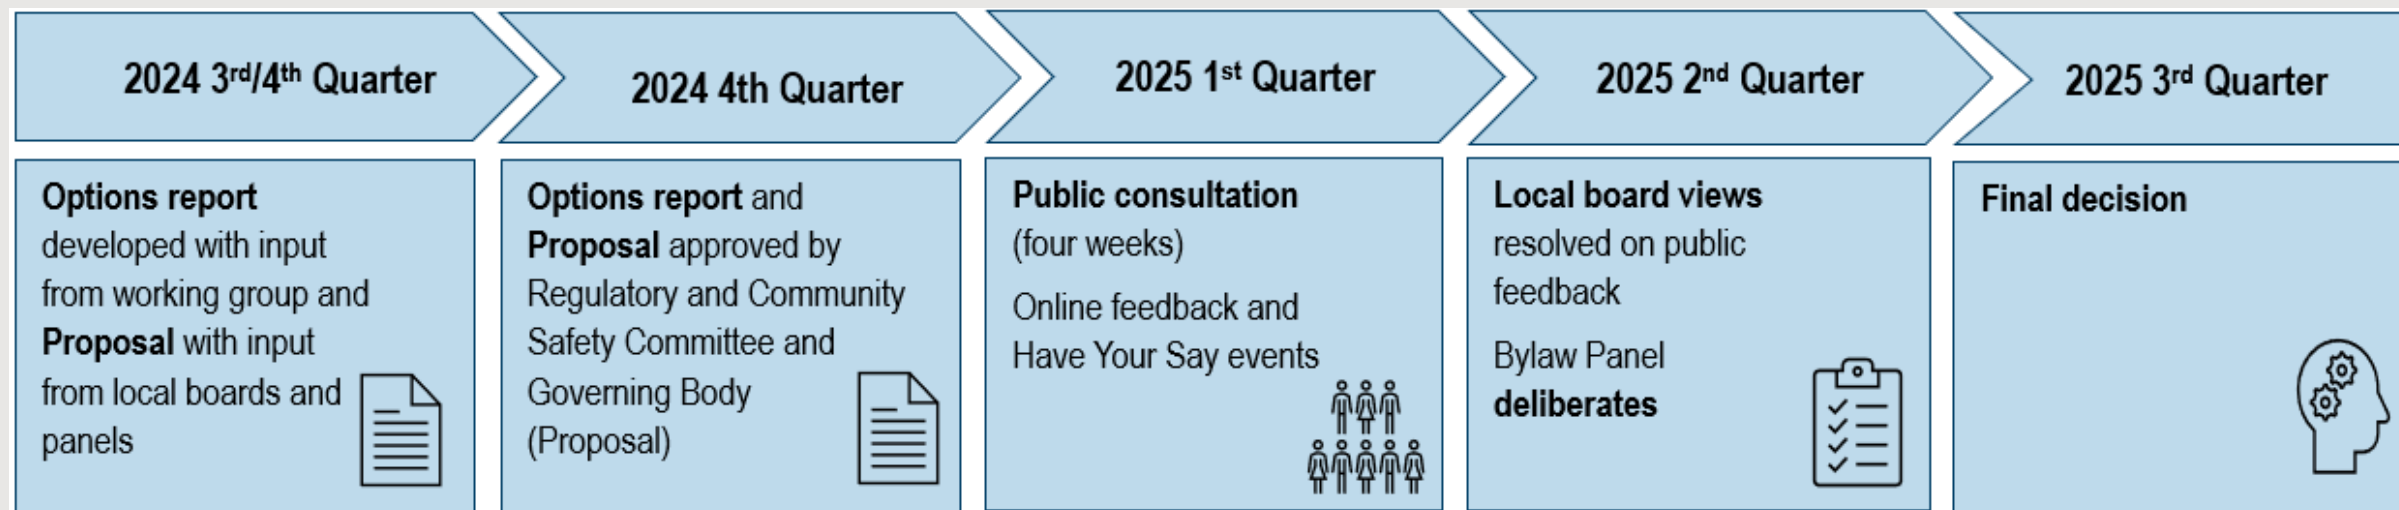 2024 3rd/4th Quarter
2024 4th Quarter
2025 1st Quarter
2025 2nd Quarter
2025 3rd Quarter
Options report
developed with input
from working group and
Proposal with input
from local boards and
panels
Options report and
Proposal approved by
Regulatory and Community
Safety Committee and
Governing Body
(Proposal)
Public consultation
(four weeks)
Online feedback and
Have Your Say events
Local board views
resolved on public
feedback
Bylaw Panel
deliberates
Final decision